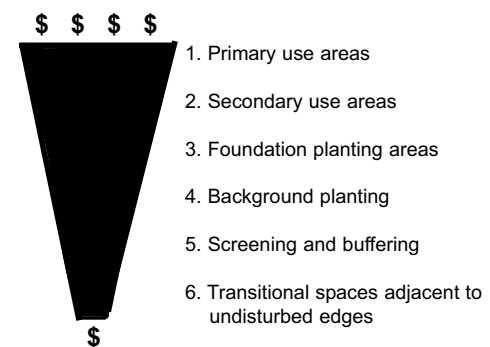 $ $ $ $
1. Primary use areas
2. Secondary use areas
3. Foundation planting areas
4. Background planting
5. Screening and buffering
6. Transitional spaces adjacent to
undisturbed edges
$